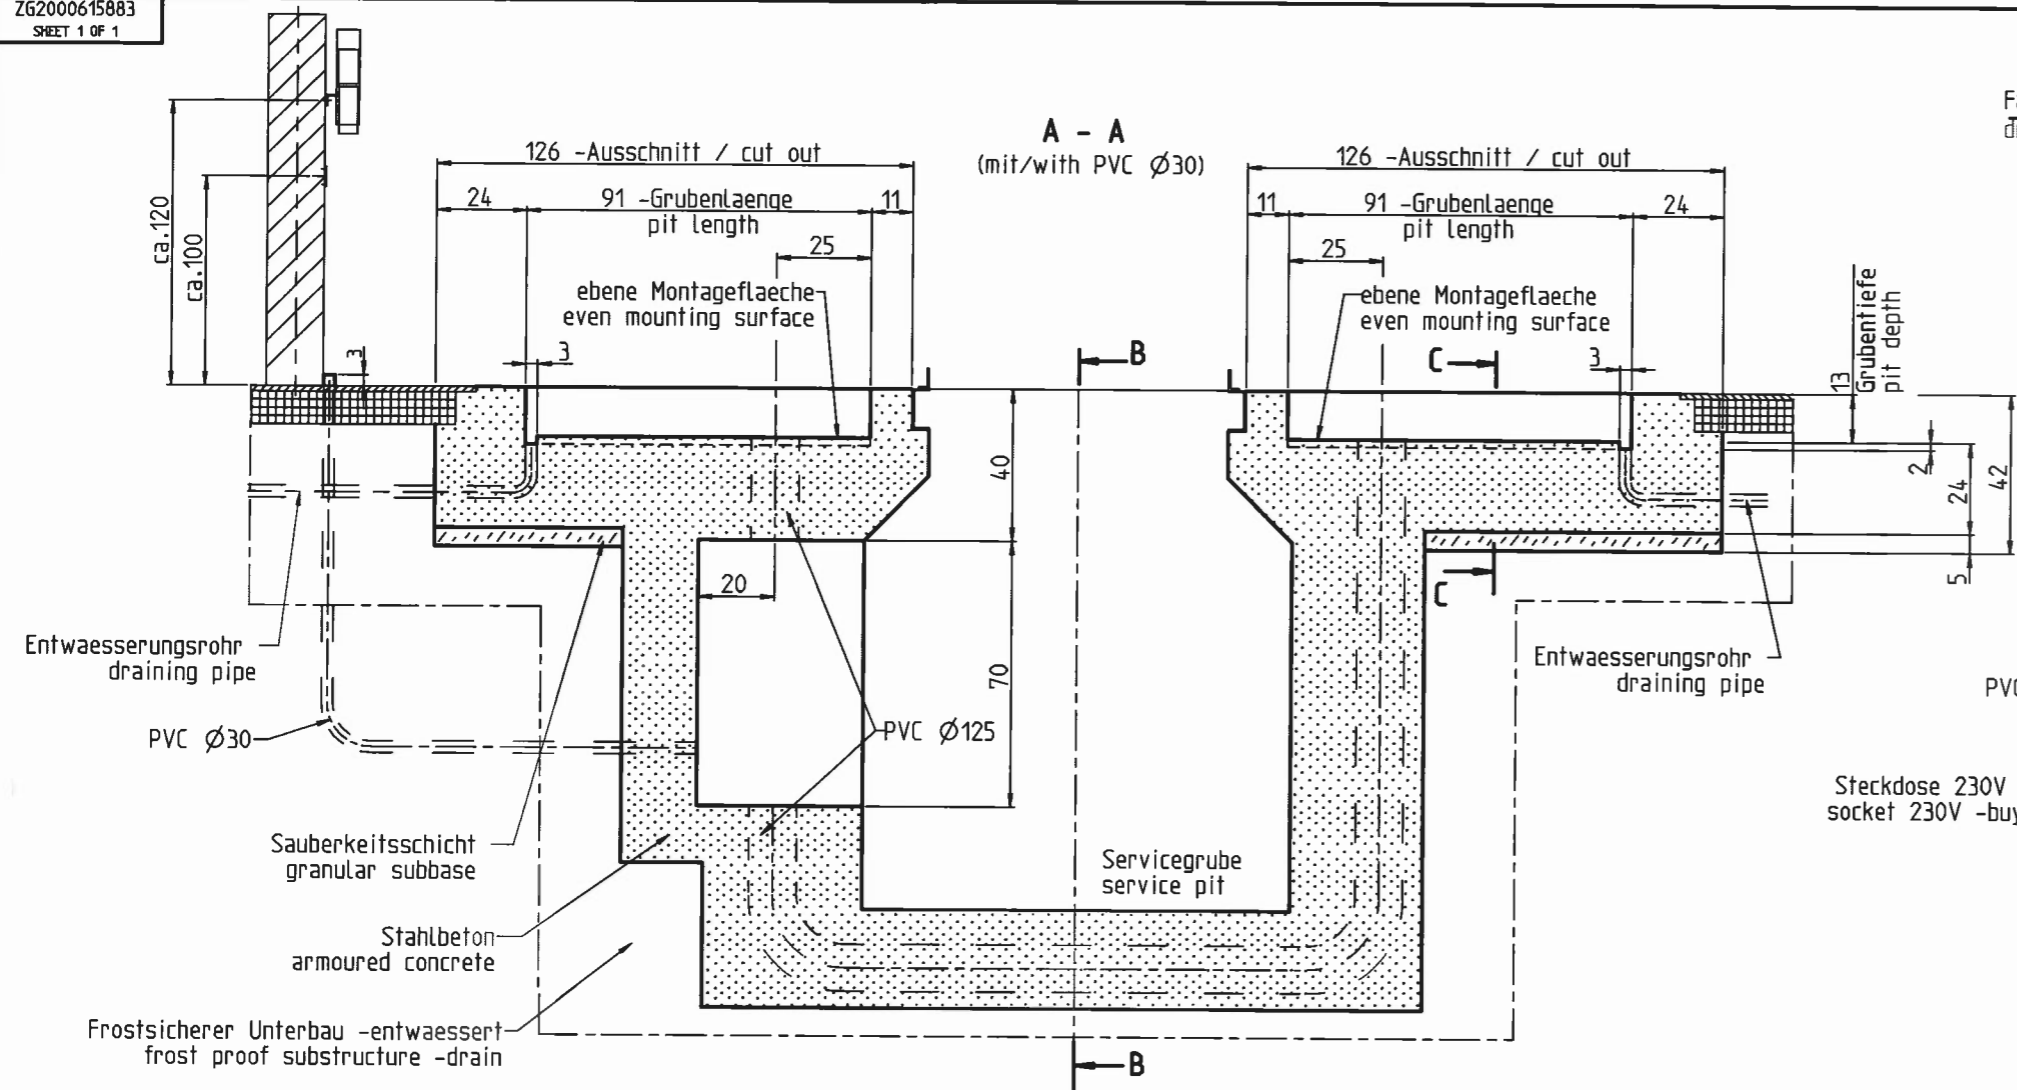 ZG2000615883
SHEET 1 OF 1
A - A
(mit/with PVC Ø30)
126 -Ausschnitt / cut out
24
91 -Grubenlaenge
pit length
11
25
ebene Montageflaeche
even mounting surface
3
ca.120
ca.100
3
126 -Ausschnitt / cut out
11
91 -Grubenlaenge
pit length
24
25
ebene Montageflaeche
even mounting surface
3
B
C
13
Grubentiefe
pit depth
2
24
42
5
40
70
20
C
Entwaesserungsrohr
draining pipe
PVC Ø30
PVC Ø125
Entwaesserungsrohr
draining pipe
Steckdose 230V
socket 230V -buy
Sauberkeitsschicht
granular subbase
Servicegrube
service pit
Stahlbeton
armoured concrete
Frostsicherer Unterbau -entwaessert
frost proof substructure -drain
B